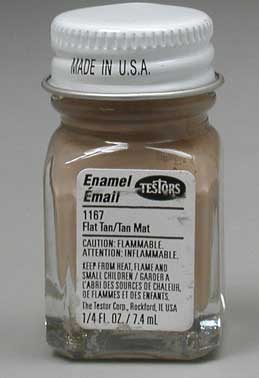 MADE IN U.S.A.
Enamel
Émail
TESTORS
1167
Flat Tan/Tan Mat
CAUTION: FLAMMABLE.
ATTENTION: INFLAMMABLE.
KEEP FROM HEAT, FLAME AND
SMALL CHILDREN / GARDER A
L'ABRI DES SOURCES DE CHALEUR,
DE FLAMMES ET DES ENFANTS.
The Testor Corp., Rockford, IL USA
1/4 FL. OZ. / 7.4 mL